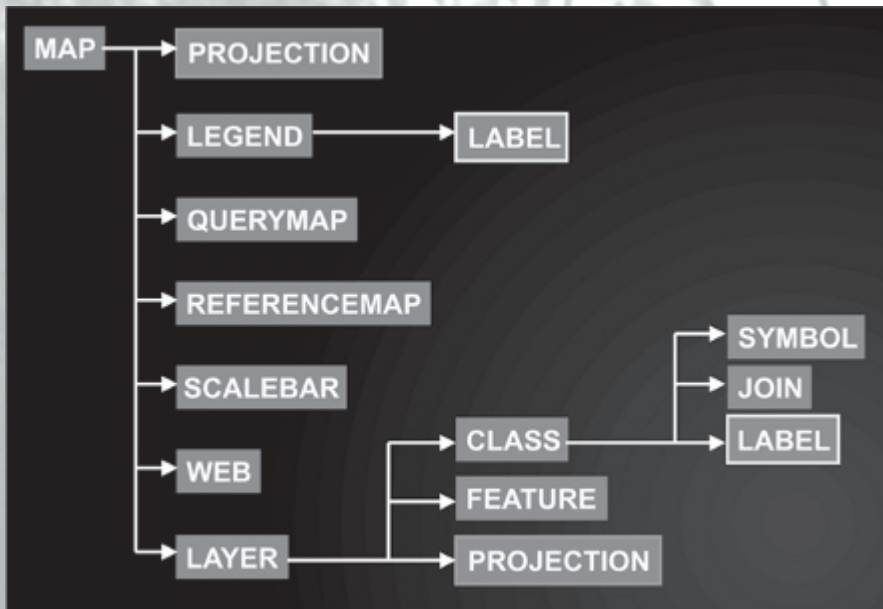 MAP
PROJECTION
LEGEND
LABEL
QUERYMAP
REFERENCEMAP
SCALEBAR
WEB
LAYER
CLASS
FEATURE
PROJECTION
SYMBOL
JOIN
LABEL